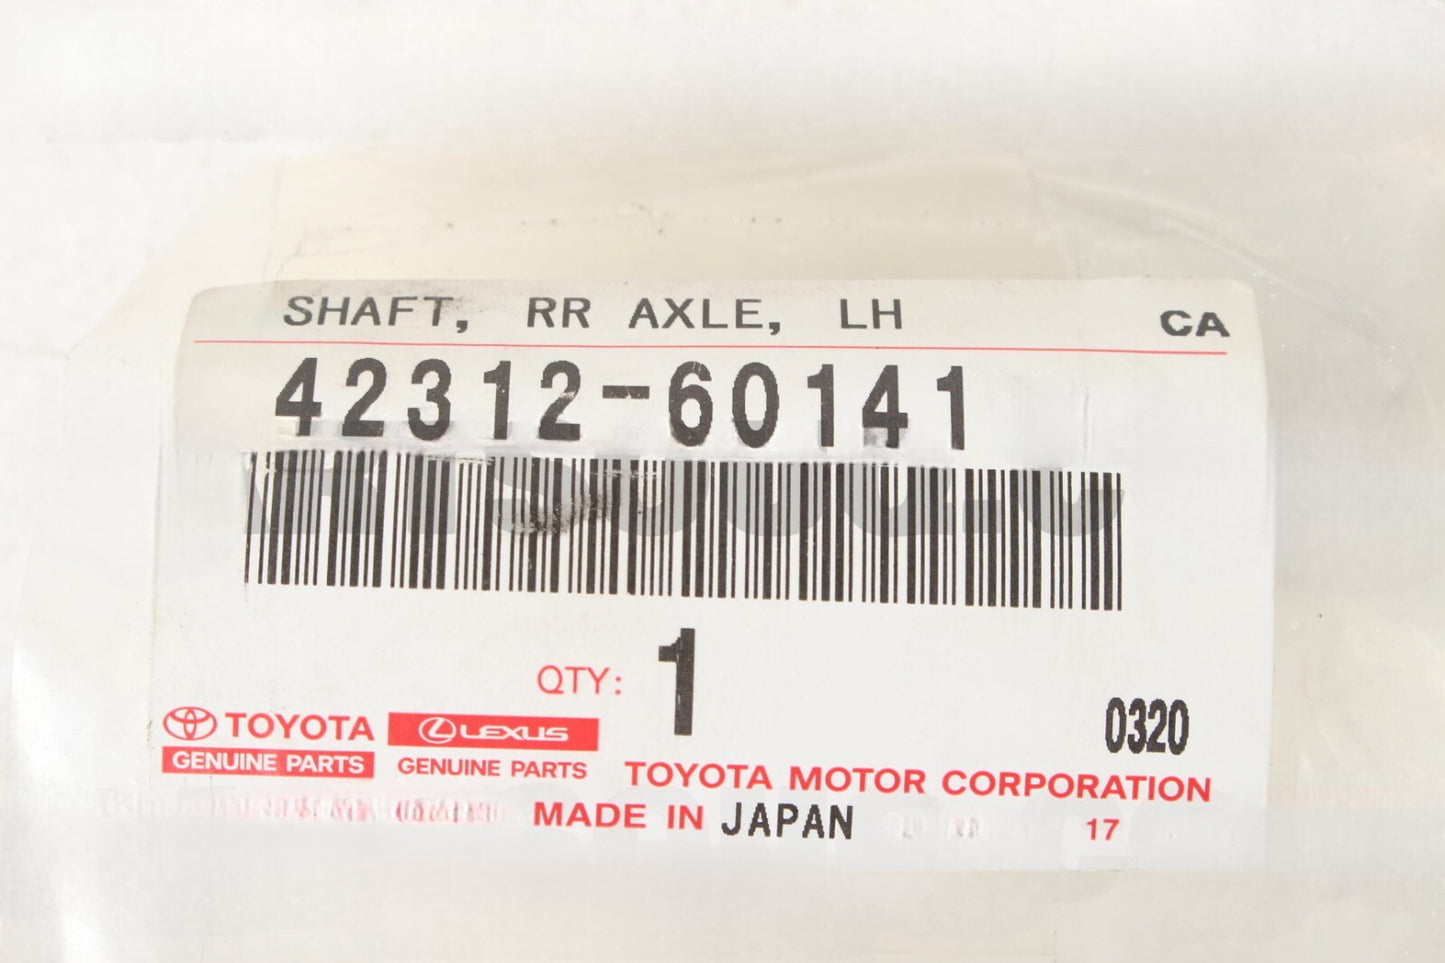 SHAFT, RR AXLE, LH CA
42312-60141
QTY: 1
0320
TOYOTA LEXUS
GENUINE PARTS GENUINE PARTS
TOYOTA MOTOR CORPORATION
MADE IN JAPAN 17